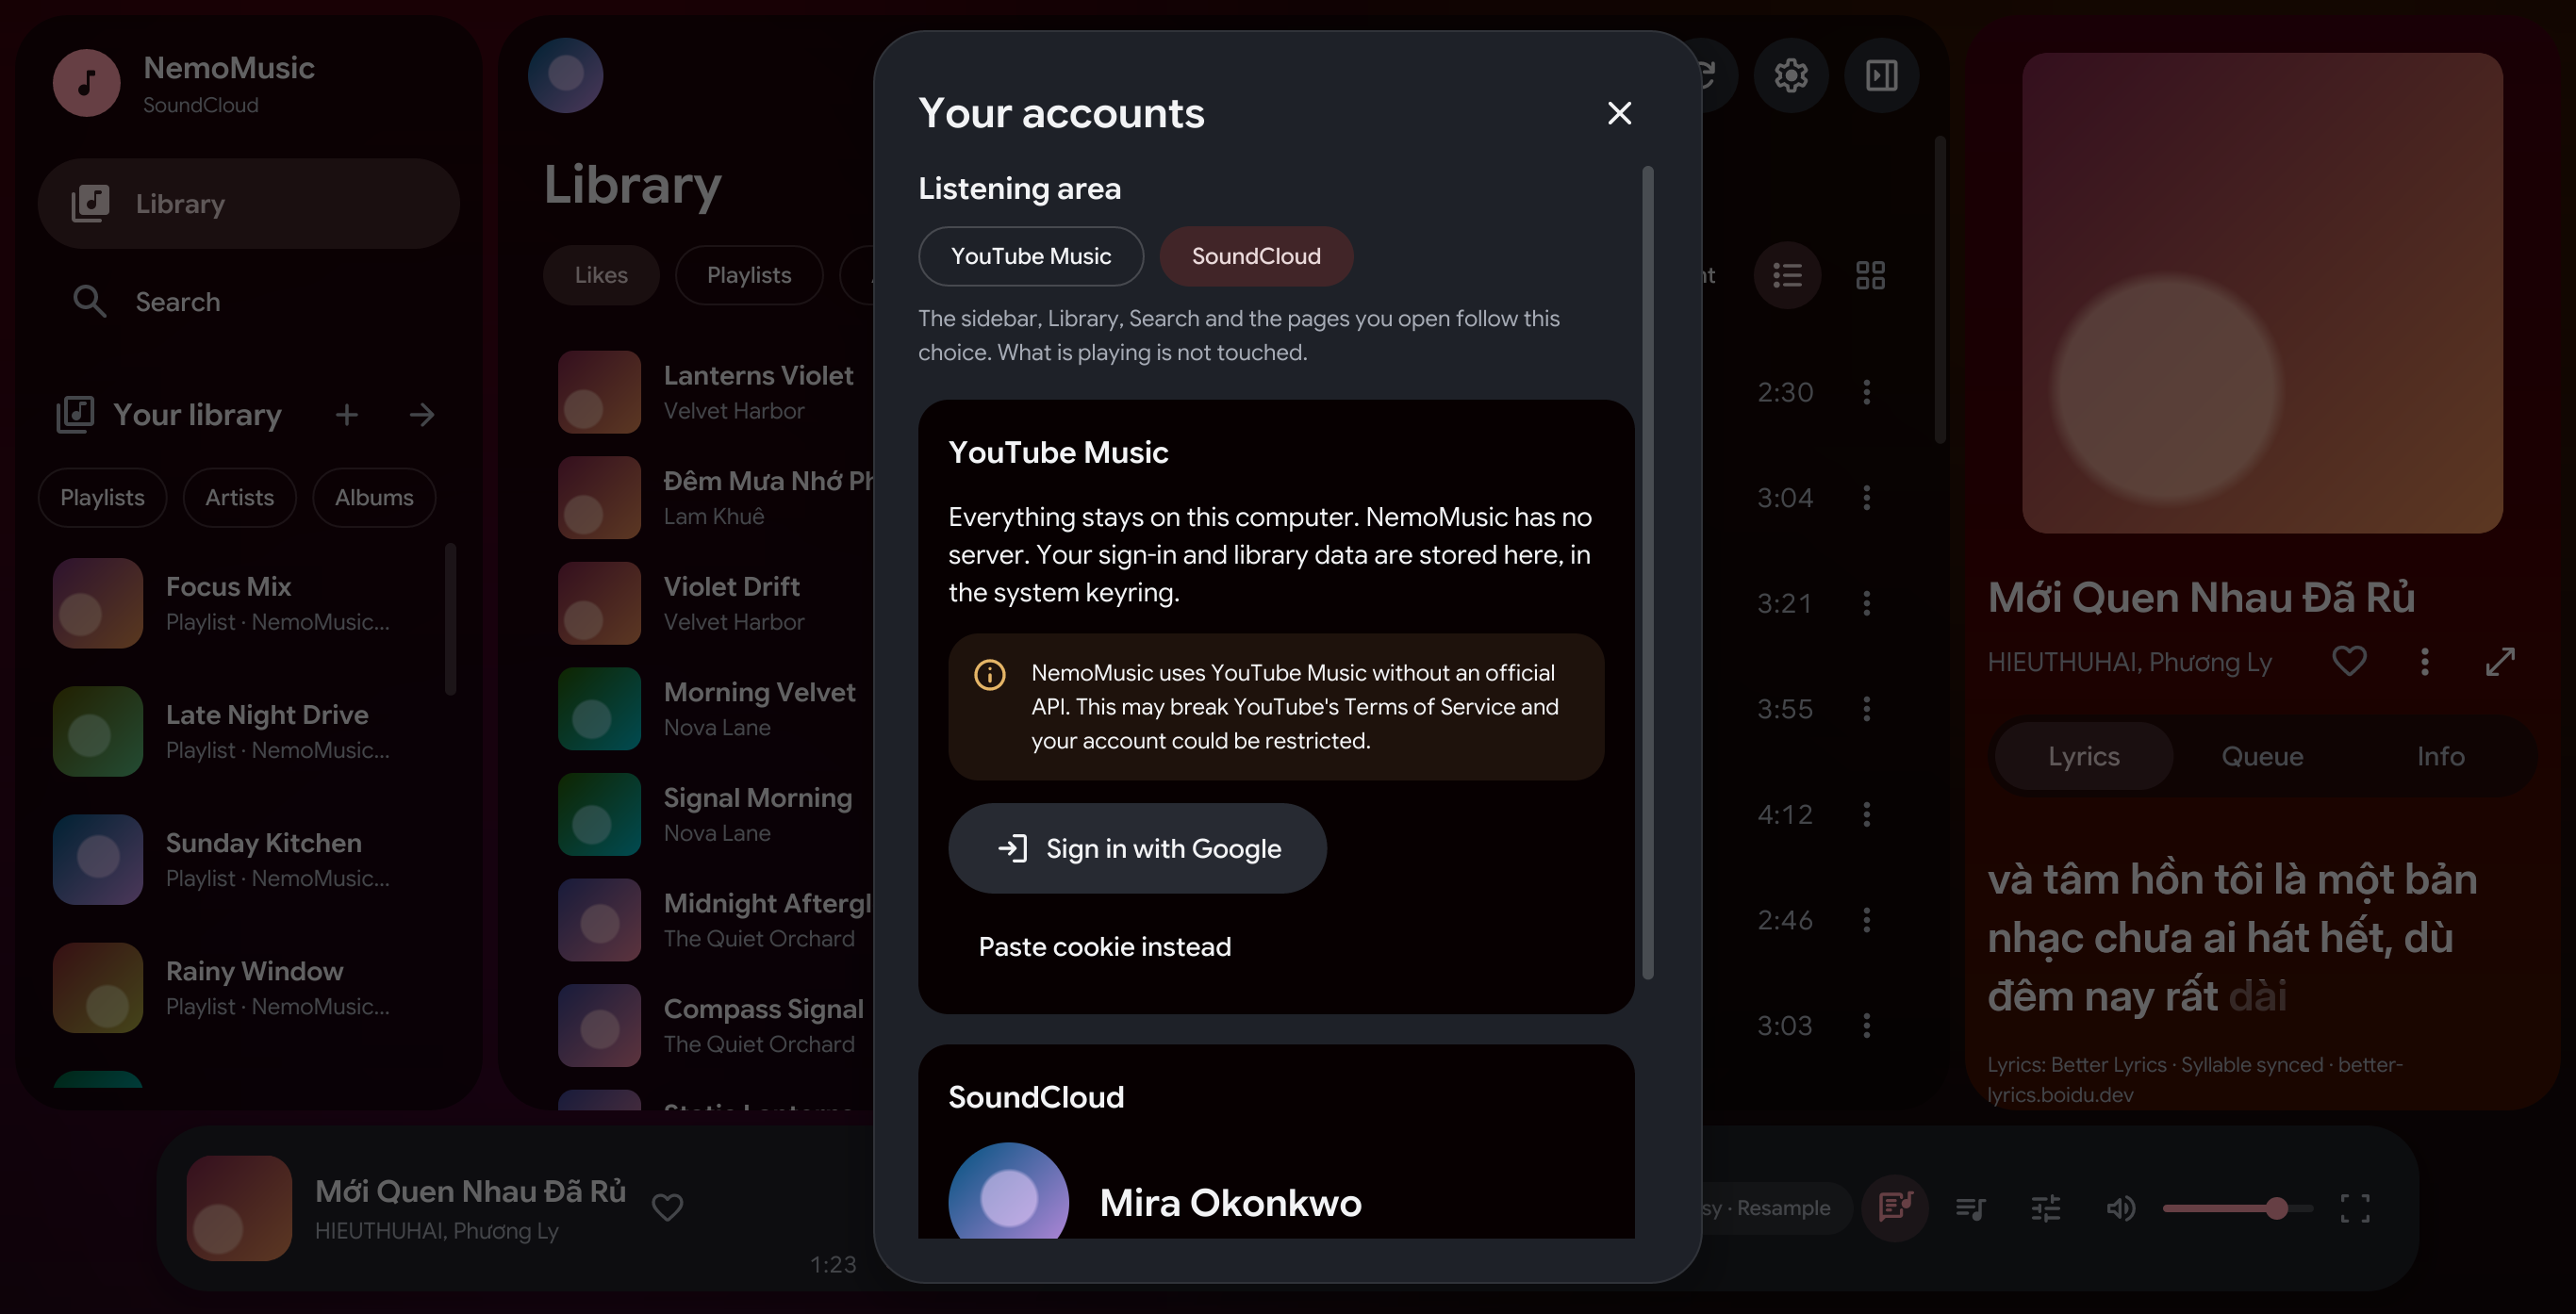 NemoMusic
SoundCloud
Library
Search
Your library
Playlists
Artists
Albums
Focus Mix
Playlist · NemoMusic...
Late Night Drive
Playlist · NemoMusic...
Sunday Kitchen
Playlist · NemoMusic...
Rainy Window
Playlist · NemoMusic...
Library
Likes
Playlists
Lanterns Violet
Velvet Harbor
2:30
Đêm Mưa Nhớ
Lam Khuê
3:04
Violet Drift
Velvet Harbor
3:21
Morning Velvet
Nova Lane
3:55
Signal Morning
Nova Lane
4:12
Midnight
The Quiet Orchard
2:46
Compass Signal
The Quiet Orchard
3:03
Your accounts
Listening area
YouTube Music
SoundCloud
The sidebar, Library, Search and the pages you open follow this
choice. What is playing is not touched.
YouTube Music
Everything stays on this computer. NemoMusic has no
server. Your sign-in and library data are stored here, in
the system keyring.
NemoMusic uses YouTube Music without an official
API. This may break YouTube's Terms of Service and
your account could be restricted.
Sign in with Google
Paste cookie instead
SoundCloud
Mira Okonkwo
Mới Quen Nhau Đã Rủ
HIEUTHUHAI, Phương Ly
Lyrics
Queue
Info
và tâm hồn tôi là một bản
nhạc chưa ai hát hết, dù
đêm nay rất dài
Lyrics: Better Lyrics · Syllable synced · better-
lyrics.boidu.dev
Mới Quen Nhau Đã Rủ
HIEUTHUHAI, Phương Ly
1:23
· Resample